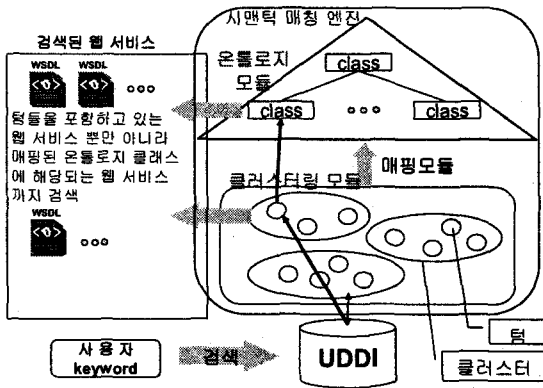 시맨틱 매칭 엔진
검색된 웹 서비스
WSDL WSDL
텀들을 포함하고 있는
웹 서비스 뿐만 아니라
매핑된 온톨로지 클래스
에 해당되는 웹 서비스
까지 검색
WSDL
온톨로지
모듈
class
class
class
매핑모듈
클러스터링 모듈
텀
클러스터
UDDI
사용자
keyword
검색